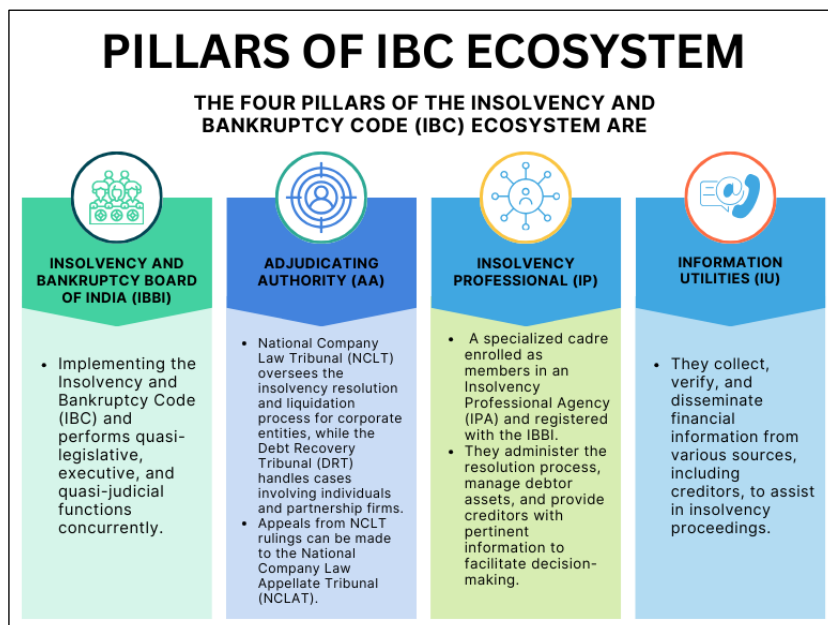 PILLARS OF IBC ECOSYSTEM
THE FOUR PILLARS OF THE INSOLVENCY AND
BANKRUPTCY CODE (IBC) ECOSYSTEM ARE
INSOLVENCY AND
BANKRUPTCY BOARD
OF INDIA (IBBI)
• Implementing the
Insolvency and
Bankruptcy Code
(IBC) and
performs quasi-
legislative,
executive, and
quasi-judicial
functions
concurrently.
ADJUDICATING
AUTHORITY (AA)
• National Company
Law Tribunal (NCLT)
oversees the
insolvency resolution
and liquidation
process for corporate
entities, while the
Debt Recovery
Tribunal (DRT)
handles cases
involving individuals
and partnership firms.
• Appeals from NCLT
rulings can be made
to the National
Company Law
Appellate Tribunal
(NCLAT).
INSOLVENCY
PROFESSIONAL (IP)
• A specialized cadre
enrolled as
members in an
Insolvency
Professional Agency
(IPA) and registered
with the IBBI.
• They administer the
resolution process,
manage debtor
assets, and provide
creditors with
pertinent
information to
facilitate decision-
making.
INFORMATION
UTILITIES (IU)
• They collect,
verify, and
disseminate
financial
information from
various sources,
including
creditors, to assist
in insolvency
proceedings.